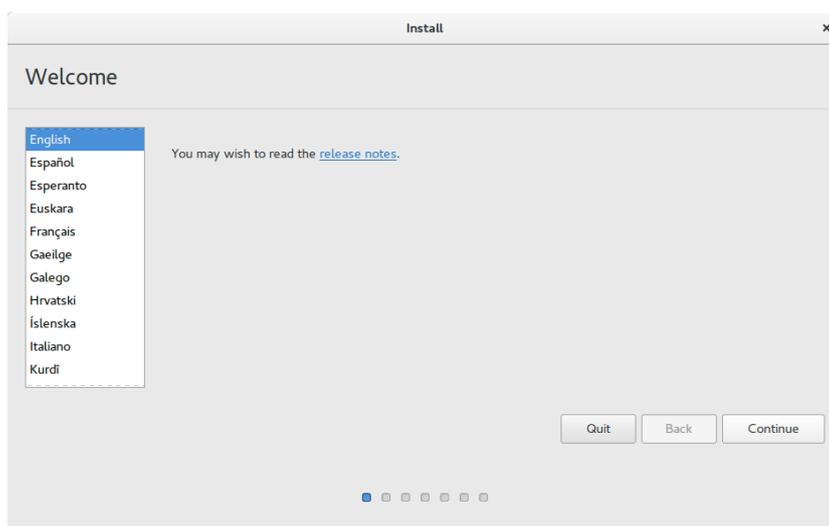 Install
Welcome
English
Español
Esperanto
Euskara
Français
Gaeilge
Galego
Hrvatski
Íslenska
Italiano
Kurdî
You may wish to read the release notes.
Quit
Back
Continue